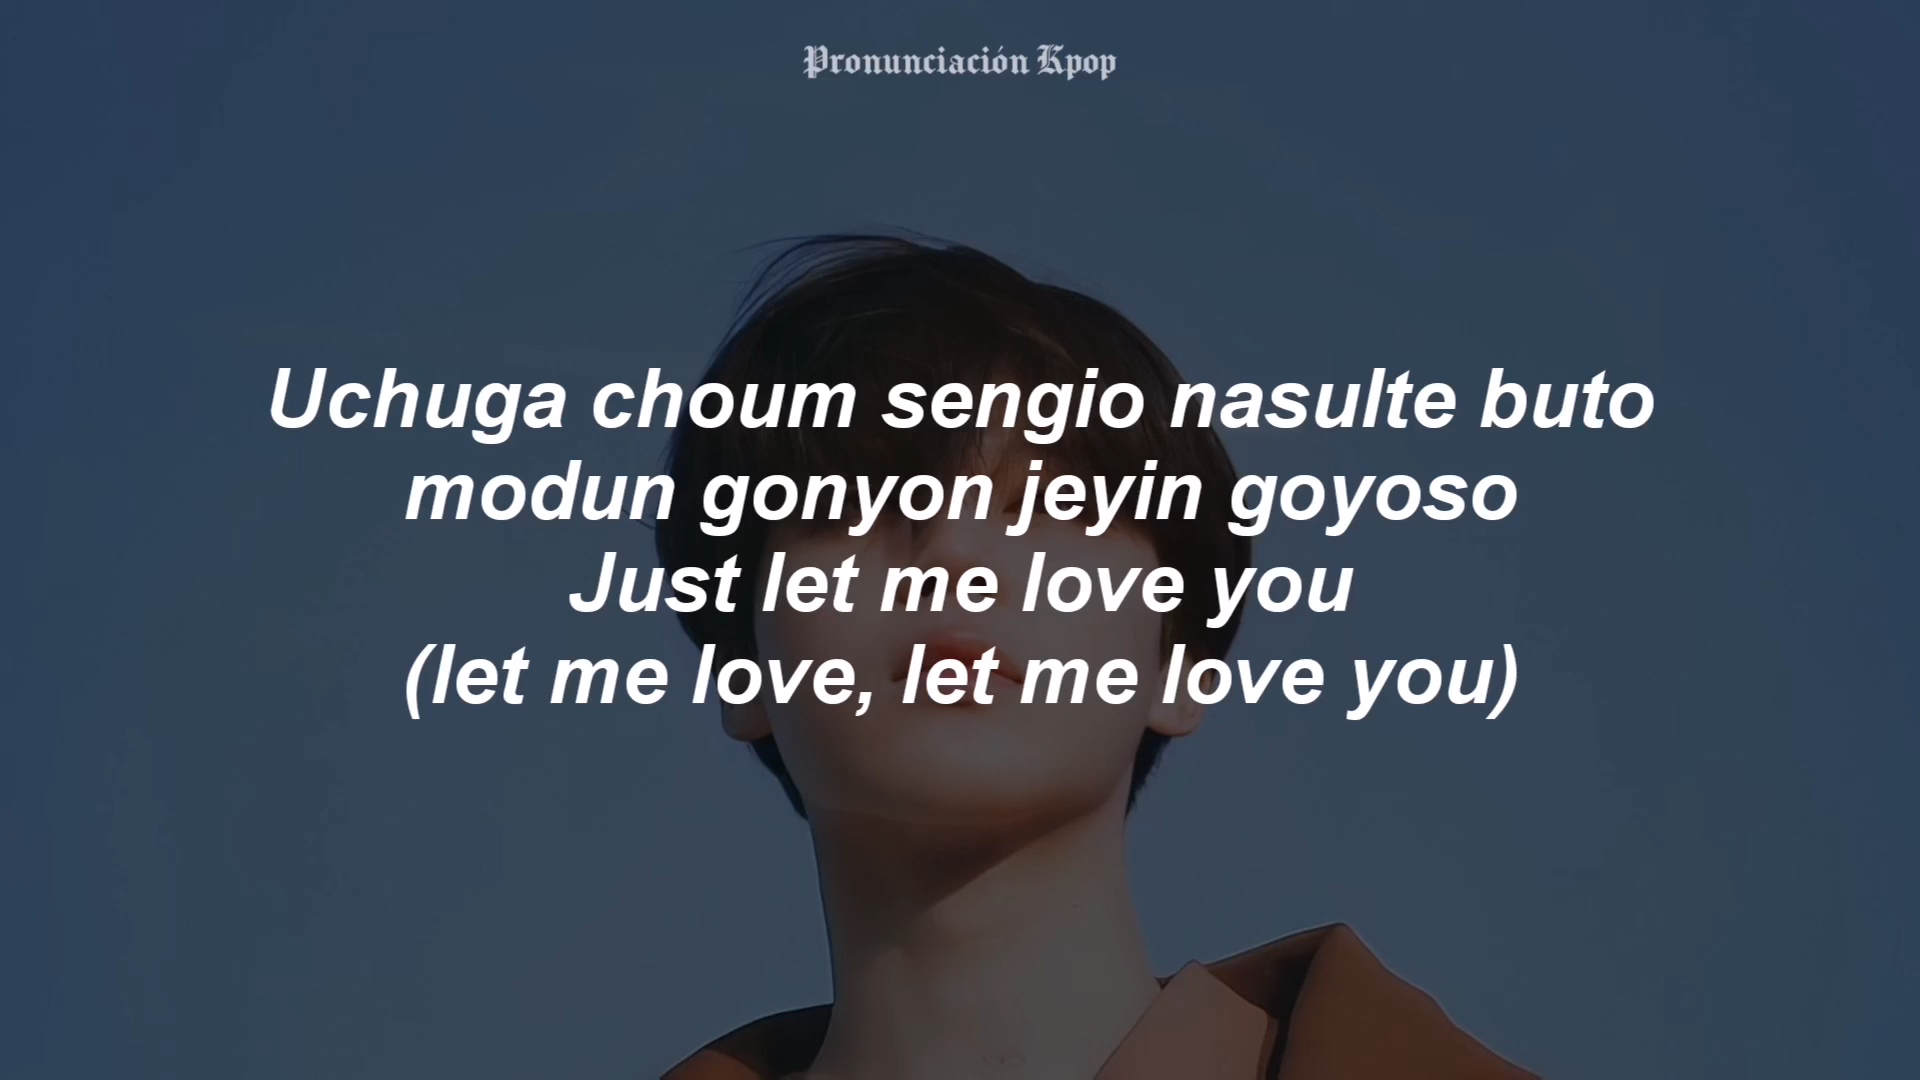 Pronunciación Kpop
Uchuga choum sengio nasulte buto
modun gonyon jeyin goyoso
Just let me love you
(let me love, let me love you)